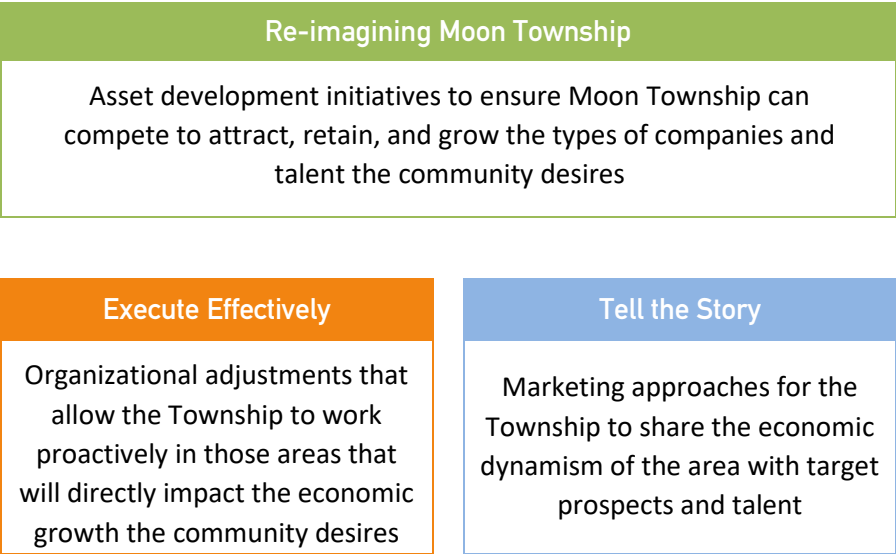 Re-imagining Moon Township
Asset development initiatives to ensure Moon Township can
compete to attract, retain, and grow the types of companies and
talent the community desires
Execute Effectively
Organizational adjustments that
allow the Township to work
proactively in those areas that
will directly impact the economic
growth the community desires
Tell the Story
Marketing approaches for the
Township to share the economic
dynamism of the area with target
prospects and talent